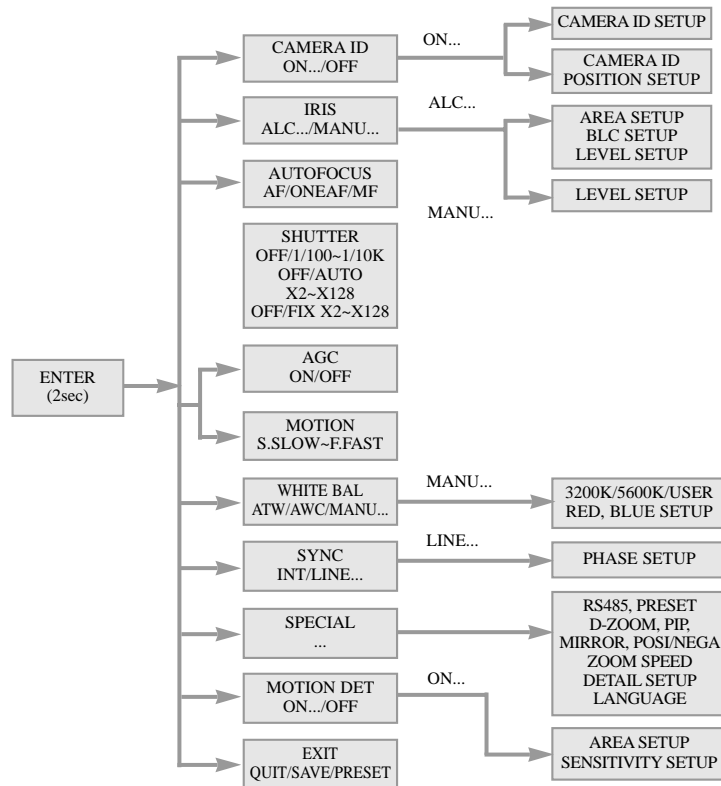 CAMERA ID
ON.../OFF
ON...
CAMERA ID SETUP
CAMERA ID
POSITION SETUP
IRIS
ALC.../MANU...
ALC...
AREA SETUP
BLC SETUP
LEVEL SETUP
AUTOFOCUS
AF/ONEAF/MF
MANU...
LEVEL SETUP
SHUTTER
OFF/1/100~1/10K
OFF/AUTO
X2~X128
OFF/FIX X2~X128
ENTER
(2sec)
AGC
ON/OFF
MOTION
S.SLOW~F.FAST
WHITE BAL
ATW/AWC/MANU...
MANU...
3200K/5600K/USER
RED, BLUE SETUP
SYNC
INT/LINE...
LINE...
PHASE SETUP
SPECIAL
...
RS485, PRESET
D-ZOOM, PIP,
MIRROR, POSI/NEGA
ZOOM SPEED
DETAIL SETUP
LANGUAGE
MOTION DET
ON.../OFF
ON...
AREA SETUP
SENSITIVITY SETUP
EXIT
QUIT/SAVE/PRESET